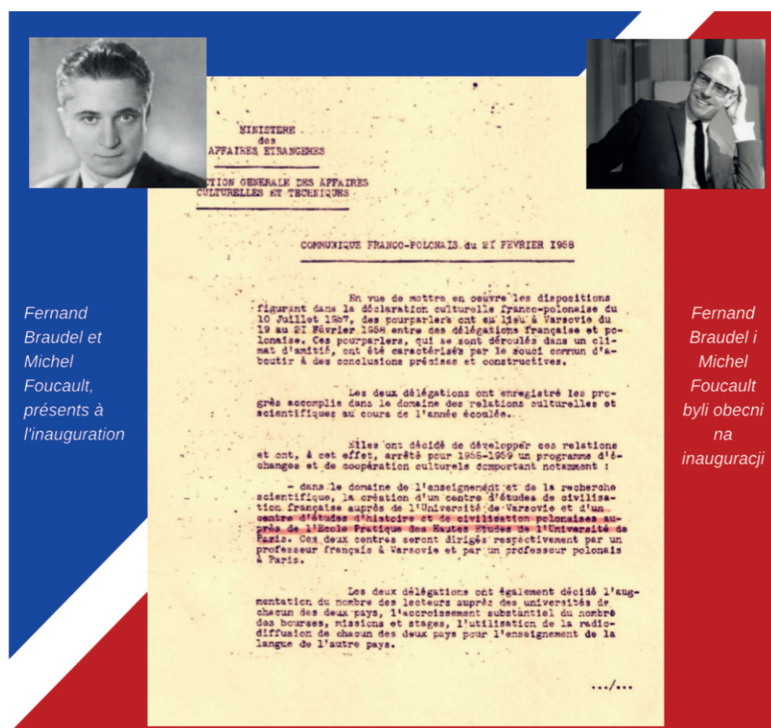 MINISTERE
des
AFFAIRES ETRANGERES
CTION GENERALE DES AFFAIRES
CULTURELLES ET TECHNIQUES
COMMUNIQUE FRANCO-POLONAIS du 21 FEVRIER 1958
En vue de mettre en oeuvre les dispositions
figurant dans la déclaration culturelle franco-polonaise du
10 Juillet 1957, des pourparlers ont eu lieu à Varsovie du
19 au 21 Février 1958 entre des délégations française et po-
lonaise. Ces pourparlers, qui se sont déroulés dans un cli-
mat d'amitié, ont été caractérisés par le souci commun d'a-
boutir à des conclusions précises et constructives.
Les deux délégations ont enregistré les pro-
grès accomplis dans le domaine des relations culturelles et
scientifiques au cours de l'année écoulée.
Elles ont décidé de développer ces relations
et ont, à cet effet, arrêté pour 1958-1959 un programme d'é-
changes et de coopération culturels comportant notamment :
- dans le domaine de l'enseignement et de la recherche
scientifique, la création d'un centre d'études de civilisa-
tion française auprès de l'Université de Varsovie et d'un
centre d'études d'histoire et de civilisation polonaises au-
près de l'Ecole Pratique des Hautes Etudes de l'Université de
Paris. Ces deux centres seront dirigés respectivement par un
professeur français à Varsovie et par un professeur polonais
à Paris.
Les deux délégations ont également décidé l'aug-
mentation du nombre des lecteurs auprès des universités de
chacun des deux pays, l'accroissement substantiel du nombre
des bourses, missions et stages, l'utilisation de la radio-
diffusion de chacun des deux pays pour l'enseignement de la
langue de l'autre pays.
.../...
Fernand
Braudel et
Michel
Foucault,
présents à
l'inauguration
Fernand
Braudel i
Michel
Foucault
byli obecni
na
inauguracji